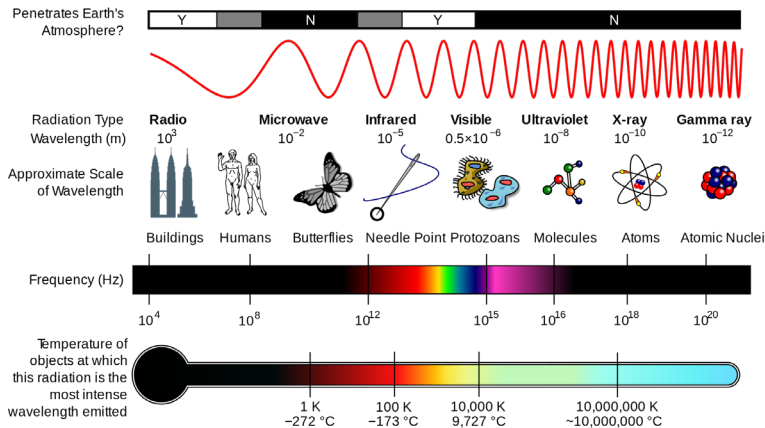 Penetrates Earth's
Atmosphere?
Y N Y N
Radiation Type
Wavelength (m)
Radio Microwave Infrared Visible Ultraviolet X-ray Gamma ray
10³ 10⁻² 10⁻⁵ 0.5×10⁻⁶ 10⁻⁸ 10⁻¹⁰ 10⁻¹²
Approximate Scale
of Wavelength
Buildings Humans Butterflies Needle Point Protozoans Molecules Atoms Atomic Nuclei
Frequency (Hz)
10⁴ 10⁸ 10¹² 10¹⁵ 10¹⁶ 10¹⁸ 10²⁰
Temperature of
objects at which
this radiation is the
most intense
wavelength emitted
1 K 100 K 10,000 K 10,000,000 K
−272 °C −173 °C 9,727 °C ~10,000,000 °C